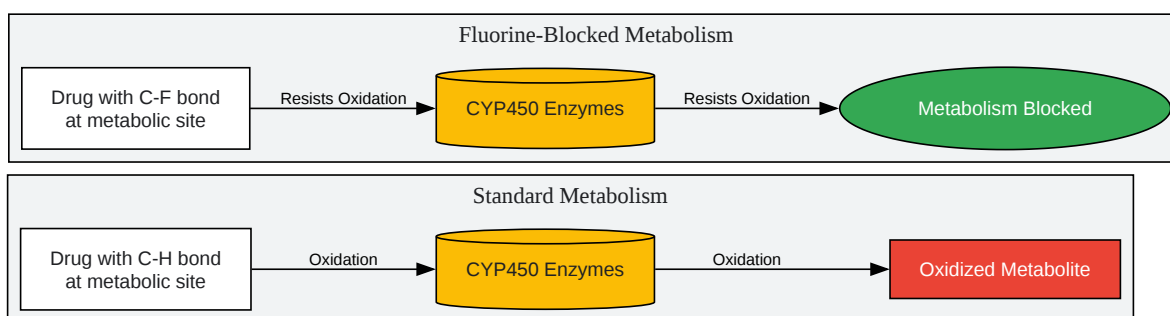 Fluorine-Blocked Metabolism
Drug with C-F bond
at metabolic site
Resists Oxidation
CYP450 Enzymes
Resists Oxidation
Metabolism Blocked
Standard Metabolism
Drug with C-H bond
at metabolic site
Oxidation
CYP450 Enzymes
Oxidation
Oxidized Metabolite